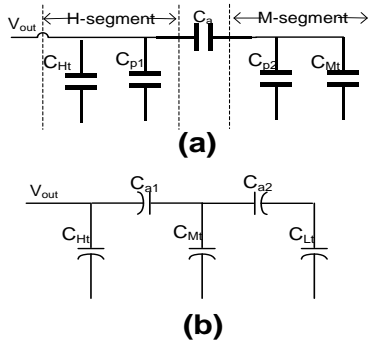 H-segment
M-segment
Vout
Ca
CHt
Cp1
Cp2
CMt
(a)
Vout
Ca1
Ca2
CHt
CMt
CLt
(b)